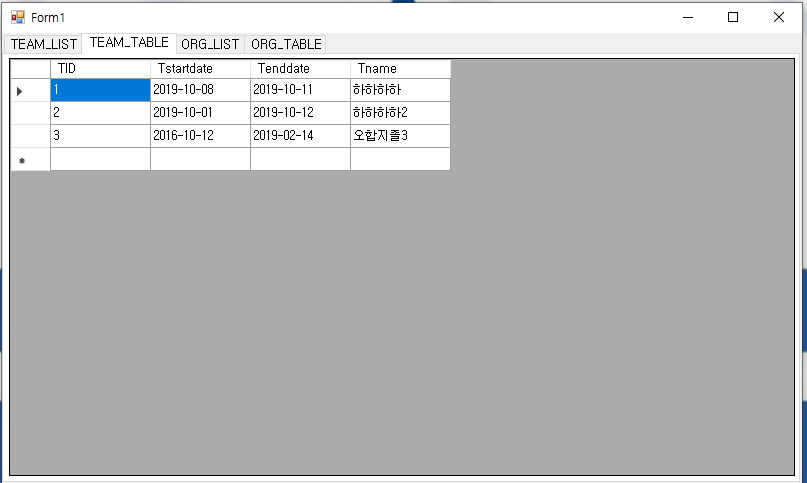 Form1
TEAM_LIST TEAM_TABLE ORG_LIST ORG_TABLE
TID Tstartdate Tenddate Tname
1 2019-10-08 2019-10-11 하하하하
2 2019-10-01 2019-10-12 하하하하2
3 2016-10-12 2019-02-14 오합지졸3